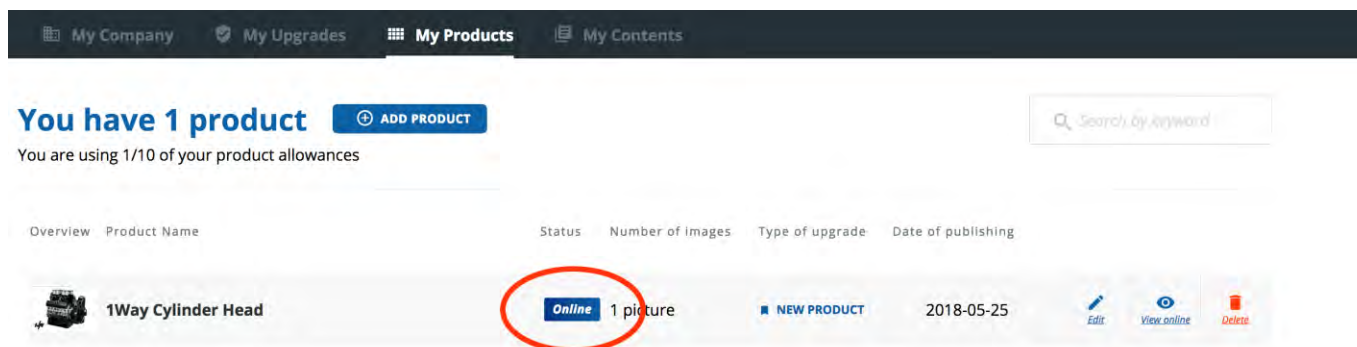 My Company My Upgrades My Products My Contents
You have 1 product ADD PRODUCT Search by keyword
You are using 1/10 of your product allowances
Overview Product Name Status Number of images Type of upgrade Date of publishing
1Way Cylinder Head Online 1 picture NEW PRODUCT 2018-05-25 Edit View online Delete